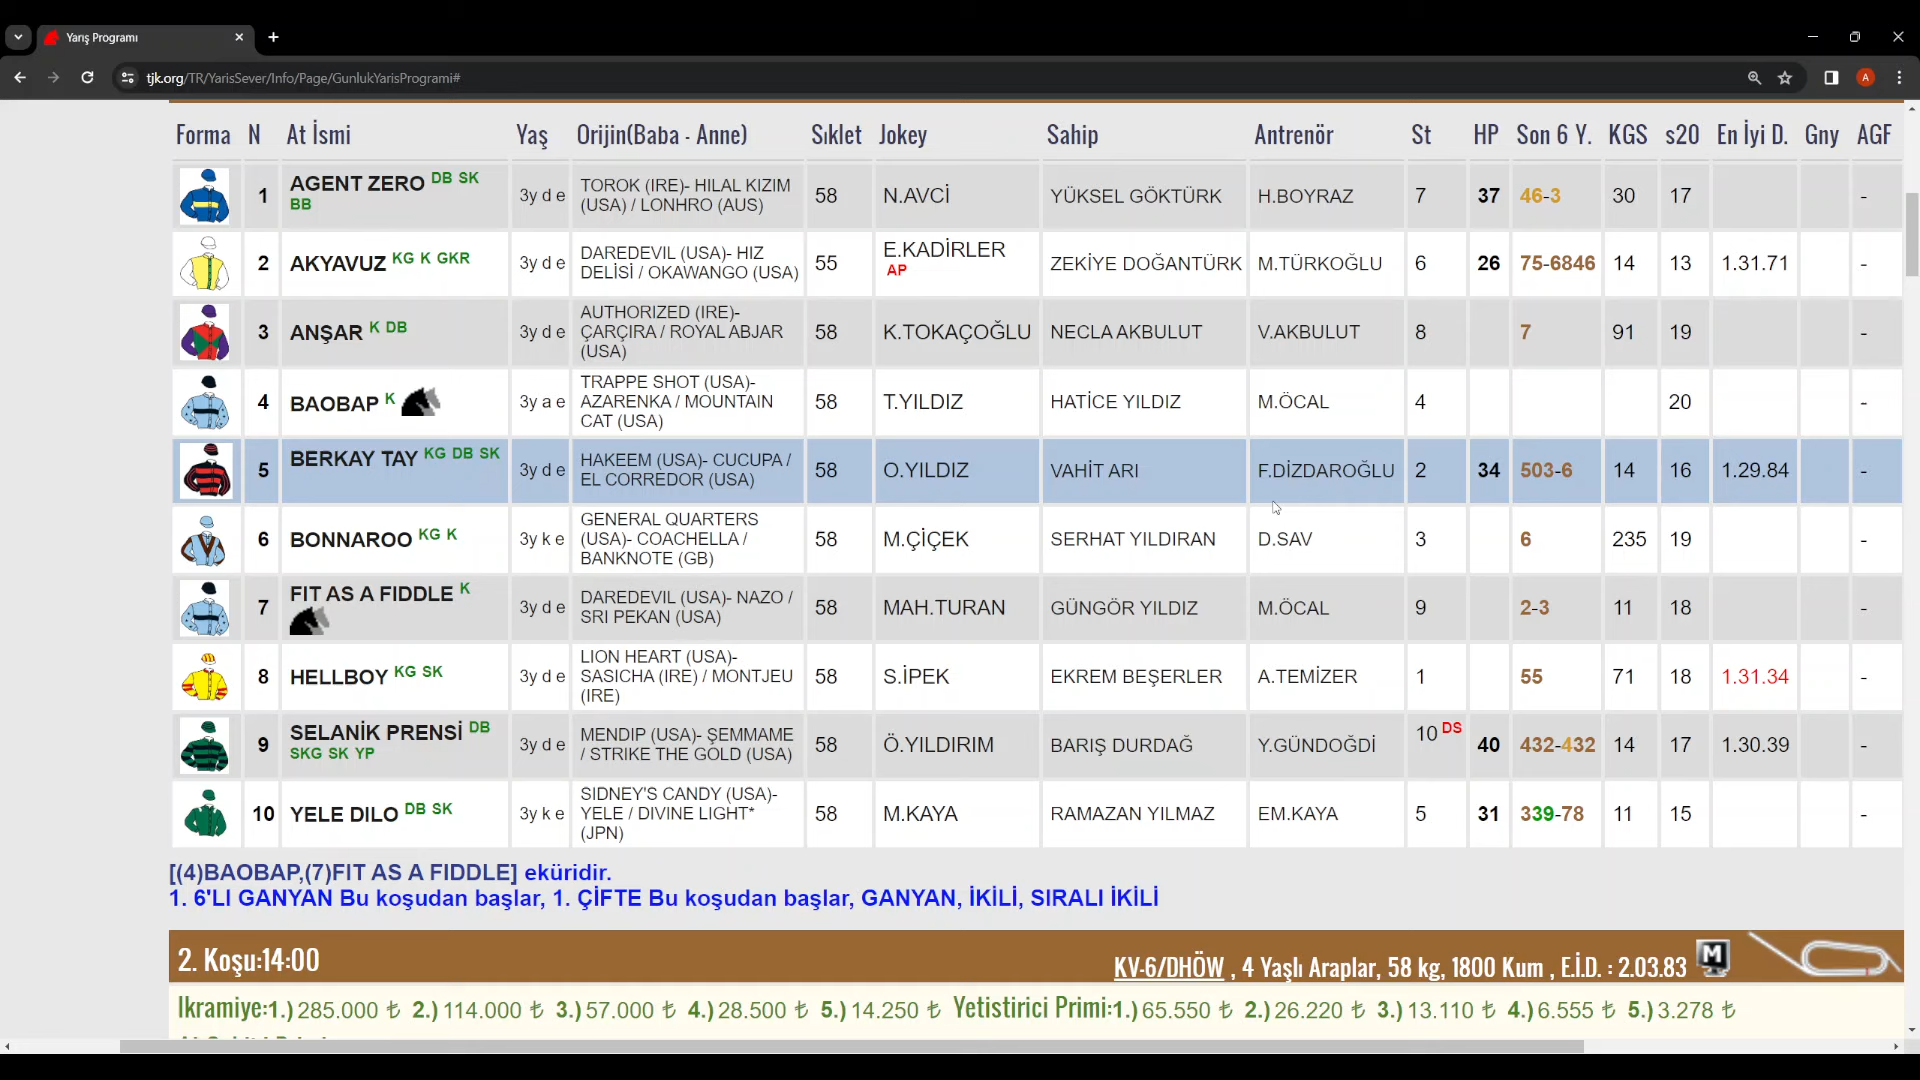 Yarış Programı
tjk.org/TR/YarisSever/Info/Page/GunlukYarisProgrami#
A
Forma N At İsmi Yaş Orijin(Baba - Anne) Sıklet Jokey Sahip Antrenör St HP Son 6 Y. KGS s20 En İyi D. Gny AGF
1 AGENT ZERO DB SK BB 3y d e TOROK (IRE)- HILAL KIZIM (USA) / LONHRO (AUS) 58 N.AVCİ YÜKSEL GÖKTÜRK H.BOYRAZ 7 37 46-3 30 17 -
2 AKYAVUZ KG K GKR 3y d e DAREDEVIL (USA)- HIZ DELİSİ / OKAWANGO (USA) 55 E.KADİRLER AP ZEKİYE DOĞANTÜRK M.TÜRKOĞLU 6 26 75-6846 14 13 1.31.71 -
3 ANŞAR K DB 3y d e AUTHORIZED (IRE)- ÇARÇIRA / ROYAL ABJAR (USA) 58 K.TOKAÇOĞLU NECLA AKBULUT V.AKBULUT 8 7 91 19 -
4 BAOBAP K 3y a e TRAPPE SHOT (USA)- AZARENKA / MOUNTAIN CAT (USA) 58 T.YILDIZ HATİCE YILDIZ M.ÖCAL 4 20 -
5 BERKAY TAY KG DB SK 3y d e HAKEEM (USA)- CUCUPA / EL CORREDOR (USA) 58 O.YILDIZ VAHİT ARI F.DİZDAROĞLU 2 34 503-6 14 16 1.29.84 -
6 BONNAROO KG K 3y k e GENERAL QUARTERS (USA)- COACHELLA / BANKNOTE (GB) 58 M.ÇİÇEK SERHAT YILDIRAN D.SAV 3 6 235 19 -
7 FIT AS A FIDDLE K 3y d e DAREDEVIL (USA)- NAZO / SRI PEKAN (USA) 58 MAH.TURAN GÜNGÖR YILDIZ M.ÖCAL 9 2-3 11 18 -
8 HELLBOY KG SK 3y d e LION HEART (USA)- SASICHA (IRE) / MONTJEU (IRE) 58 S.İPEK EKREM BEŞERLER A.TEMİZER 1 55 71 18 1.31.34 -
9 SELANİK PRENSİ DB SKG SK YP 3y d e MENDIP (USA)- ŞEMMAME / STRIKE THE GOLD (USA) 58 Ö.YILDIRIM BARIŞ DURDAĞ Y.GÜNDOĞDİ 10 DS 40 432-432 14 17 1.30.39 -
10 YELE DILO DB SK 3y k e SIDNEY'S CANDY (USA)- YELE / DIVINE LIGHT* (JPN) 58 M.KAYA RAMAZAN YILMAZ EM.KAYA 5 31 339-78 11 15 -
[(4)BAOBAP,(7)FIT AS A FIDDLE] eküridir.
1. 6'LI GANYAN Bu koşudan başlar, 1. ÇİFTE Bu koşudan başlar, GANYAN, İKİLİ, SIRALI İKİLİ
2. Koşu:14:00 KV-6/DHÖW , 4 Yaşlı Araplar, 58 kg, 1800 Kum , E.İ.D. : 2.03.83 M
Ikramiye:1.) 285.000 ₺ 2.) 114.000 ₺ 3.) 57.000 ₺ 4.) 28.500 ₺ 5.) 14.250 ₺ Yetistirici Primi:1.) 65.550 ₺ 2.) 26.220 ₺ 3.) 13.110 ₺ 4.) 6.555 ₺ 5.) 3.278 ₺